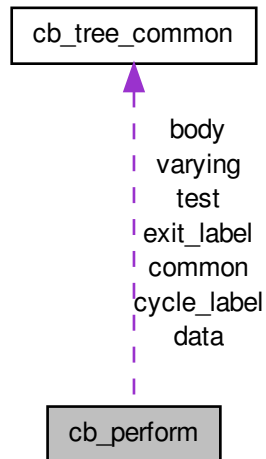 cb_tree_common
body
varying
test
exit_label
common
cycle_label
data
cb_perform